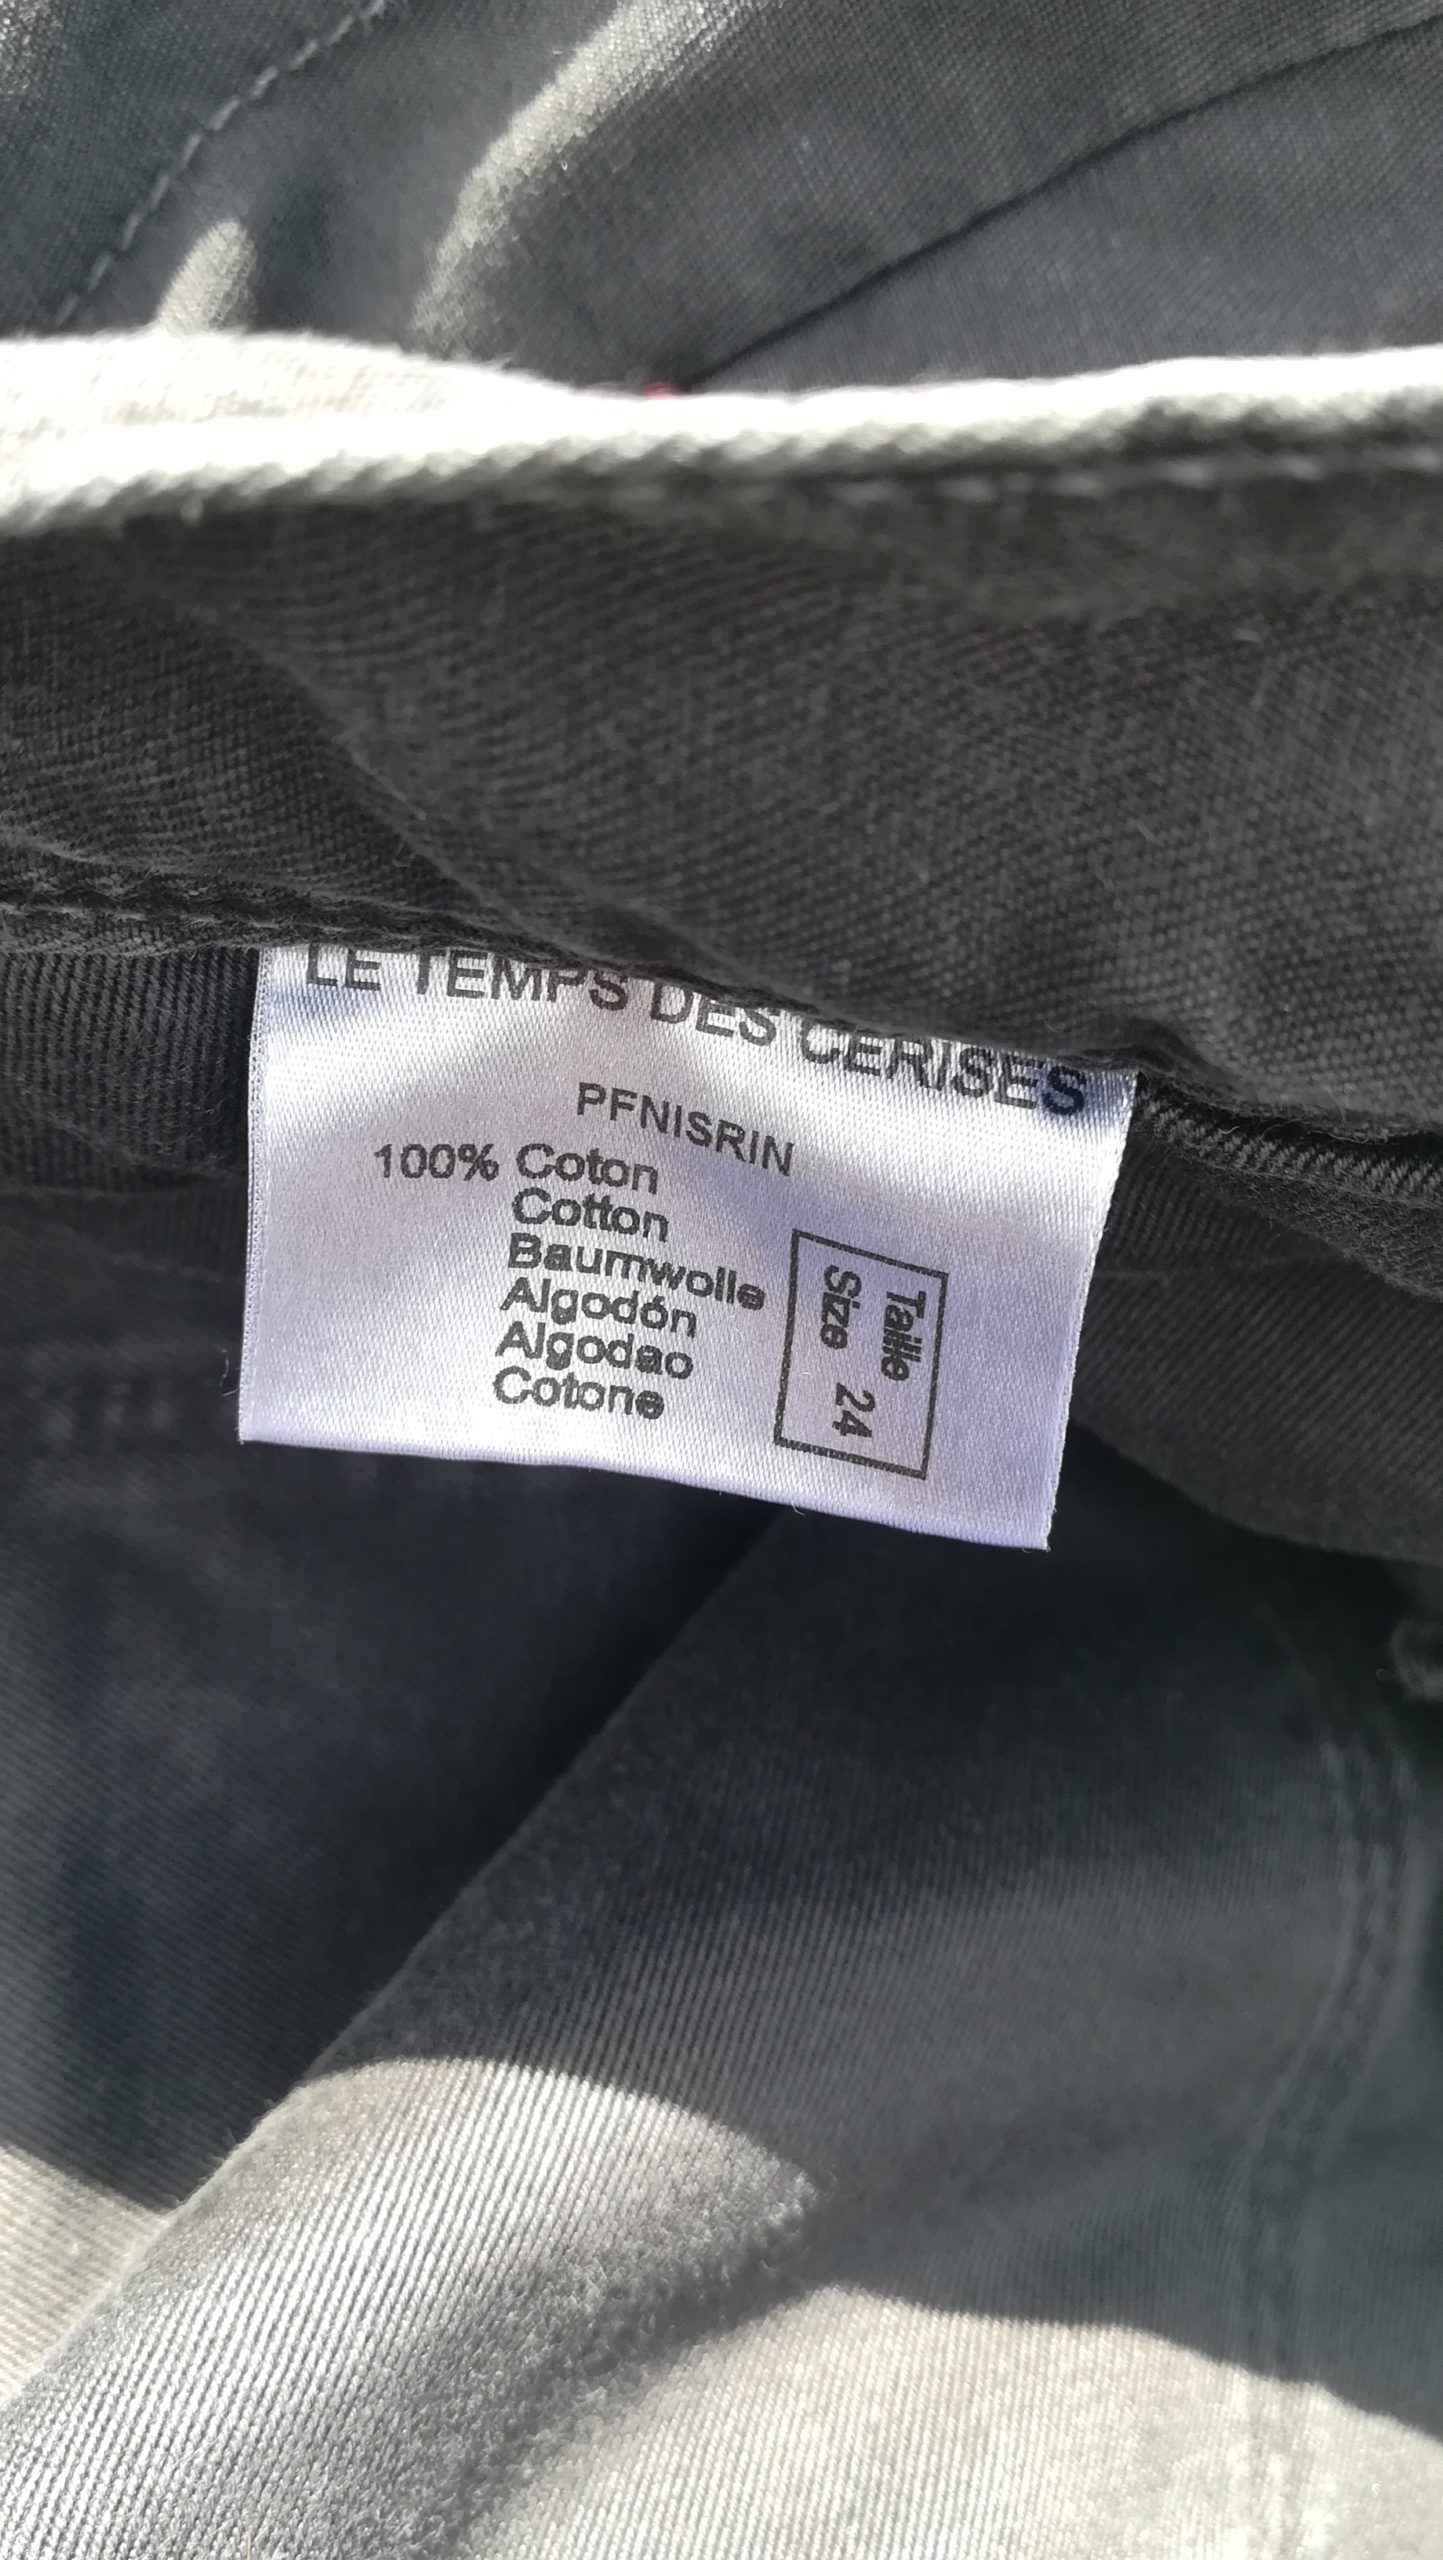 LE TEMPS DES CERISES
PFNISRIN
100% Coton
Cotton
Baumwolle
Algodón
Algodao
Cotone
Taille
Size 24